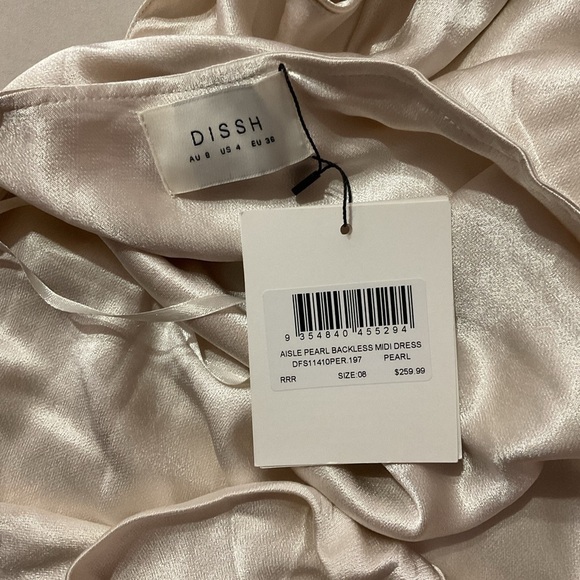 DISSH
AU 8 US 4 EU 36
9 354840 455294
AISLE PEARL BACKLESS MIDI DRESS
DFS11410PER.197 PEARL
RRR SIZE:08 $259.99